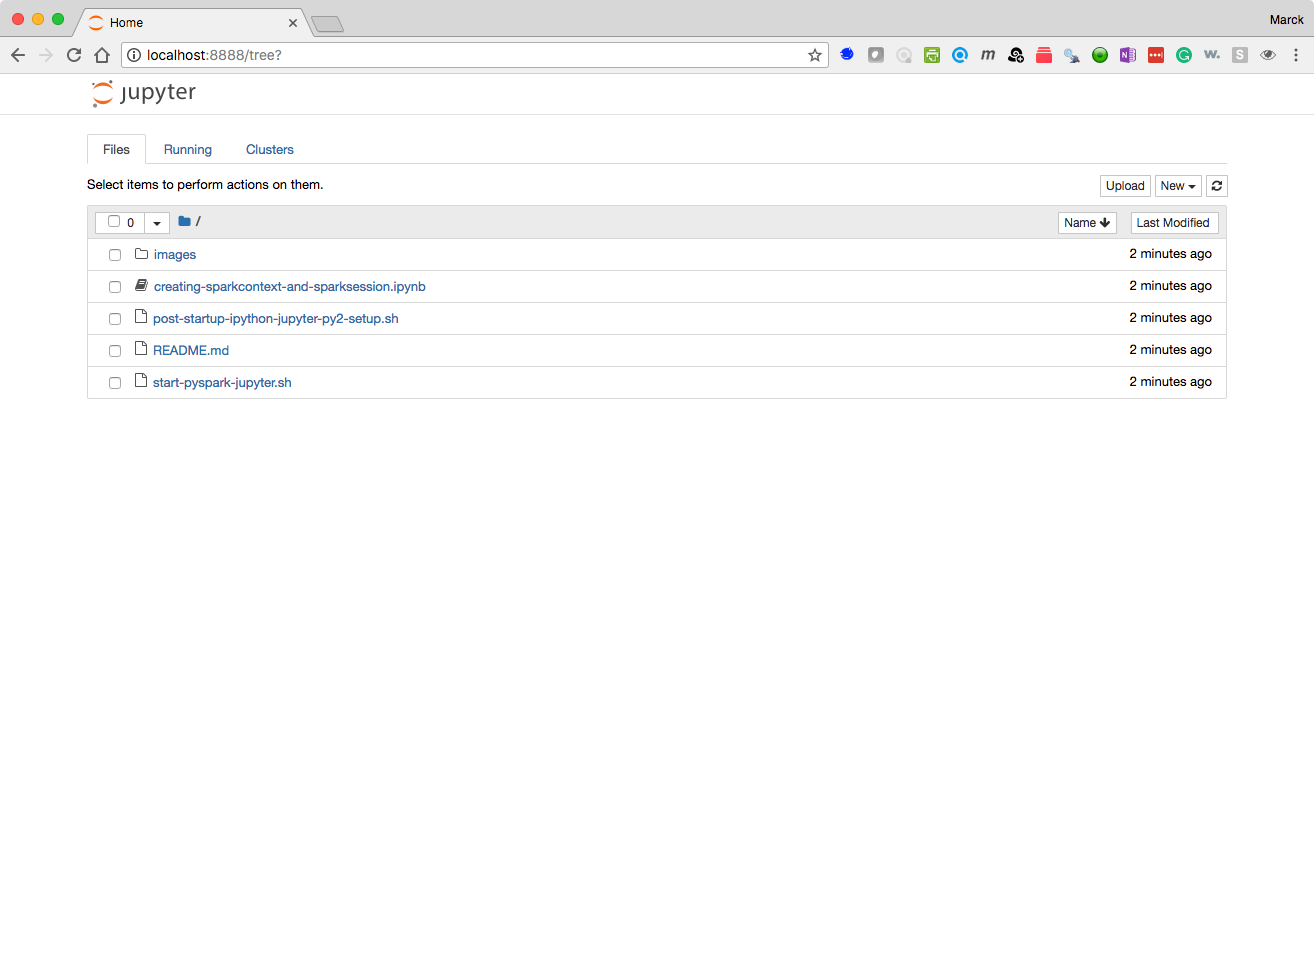 Home
Marck
localhost:8888/tree?
jupyter
Files Running Clusters
Select items to perform actions on them.
Upload New
0 /
Name Last Modified
images 2 minutes ago
creating-sparkcontext-and-sparksession.ipynb 2 minutes ago
post-startup-ipython-jupyter-py2-setup.sh 2 minutes ago
README.md 2 minutes ago
start-pyspark-jupyter.sh 2 minutes ago